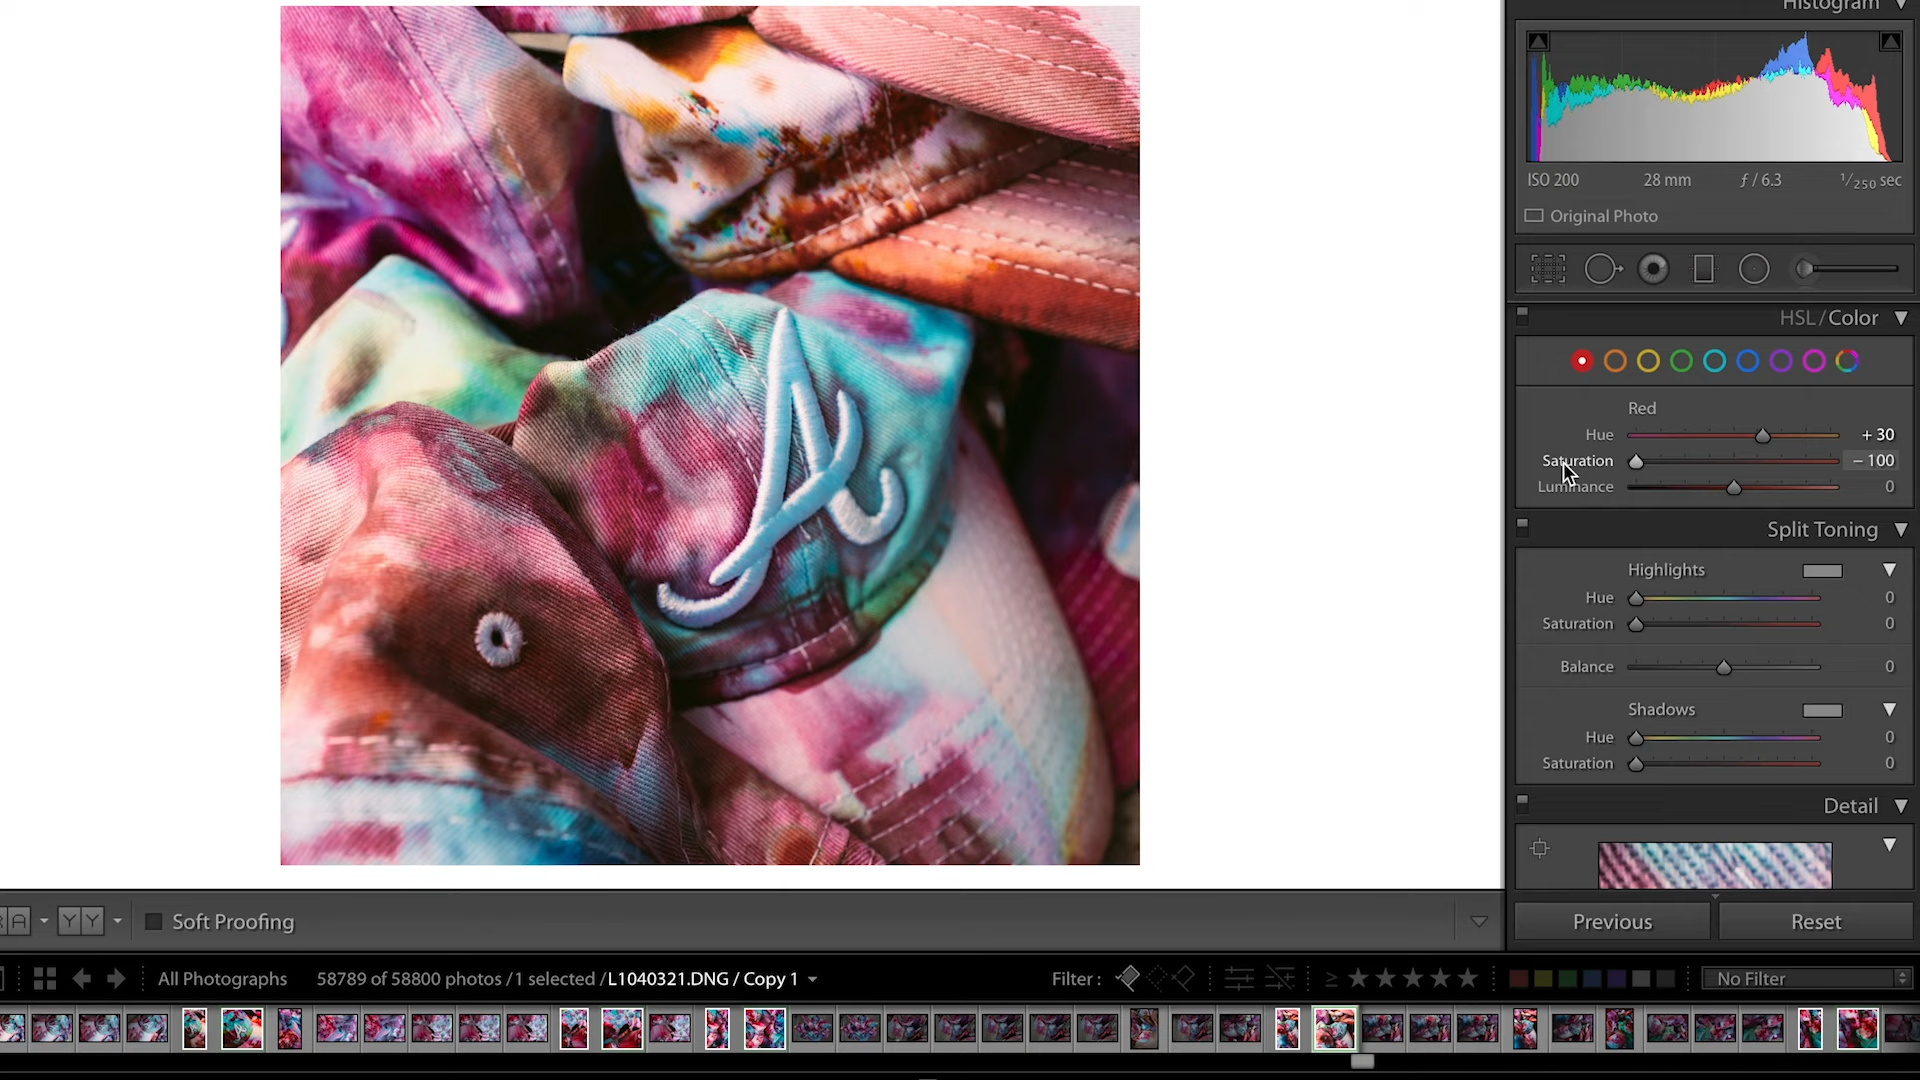 Histogram
ISO 200 28 mm ƒ / 6.3 1/250 sec
Original Photo
HSL / Color
Red
Hue + 30
Saturation – 100
Luminance 0
Split Toning
Highlights
Hue 0
Saturation 0
Balance 0
Shadows
Hue 0
Saturation 0
Detail
A
A Y Y Soft Proofing
Previous Reset
All Photographs 58789 of 58800 photos / 1 selected / L1040321.DNG / Copy 1 Filter : ≥ ★★★★★ No Filter